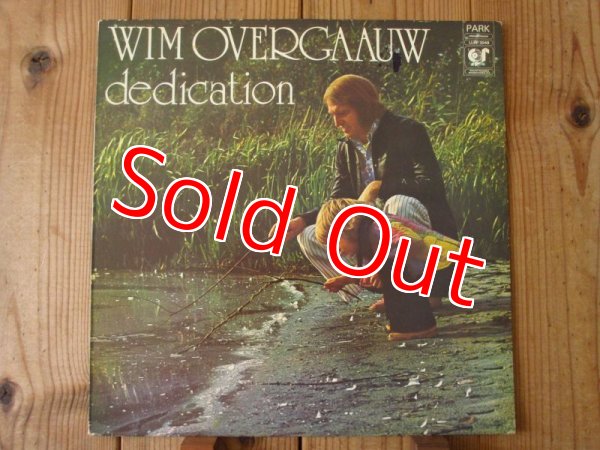 WIM OVERGAAUW
dedication
PARK
Sold Out